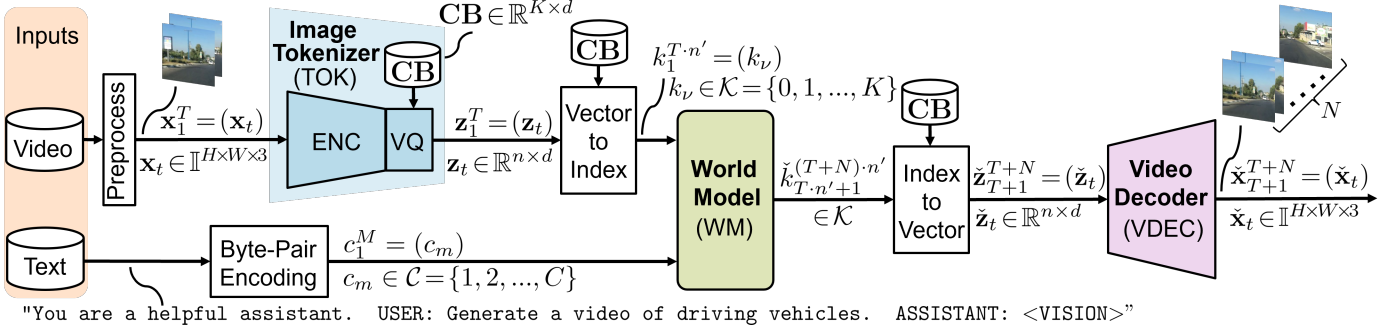 Inputs
Video
Text
Preprocess
x_1^T = (x_t)
x_t ∈ 𝕀^{H×W×3}
Image
Tokenizer
(TOK)
CB ∈ ℝ^{K×d}
CB
ENC
VQ
z_1^T = (z_t)
z_t ∈ ℝ^{n×d}
CB
Vector
to
Index
k_1^{T·n′} = (k_ν)
k_ν ∈ 𝒦 = {0, 1, ..., K}
Byte-Pair
Encoding
c_1^M = (c_m)
c_m ∈ 𝒞 = {1, 2, ..., C}
World
Model
(WM)
ǩ_{T·n′+1}^{(T+N)·n′}
∈ 𝒦
CB
Index
to
Vector
ž_{T+1}^{T+N} = (ž_t)
ž_t ∈ ℝ^{n×d}
Video
Decoder
(VDEC)
N
x̌_{T+1}^{T+N} = (x̌_t)
x̌_t ∈ 𝕀^{H×W×3}
"You are a helpful assistant. USER: Generate a video of driving vehicles. ASSISTANT: <VISION>”